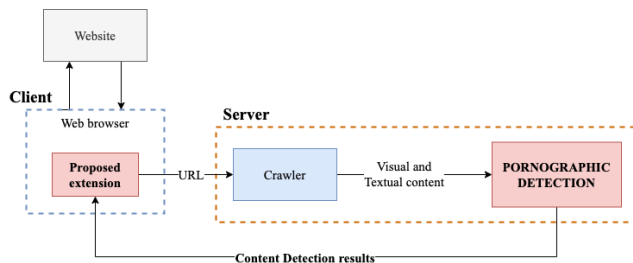 Website
Client
Web browser
Server
Proposed
extension
URL
Crawler
Visual and
Textual content
PORNOGRAPHIC
DETECTION
Content Detection results